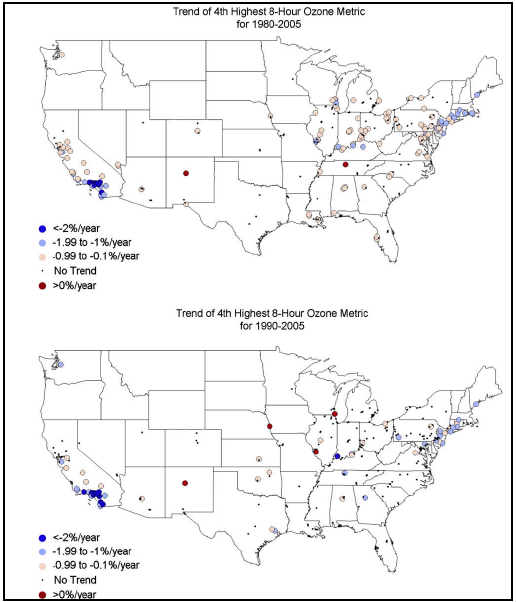 Trend of 4th Highest 8-Hour Ozone Metric
for 1980-2005
<-2%/year
-1.99 to -1%/year
-0.99 to -0.1%/year
No Trend
>0%/year
Trend of 4th Highest 8-Hour Ozone Metric
for 1990-2005
<-2%/year
-1.99 to -1%/year
-0.99 to -0.1%/year
No Trend
>0%/year